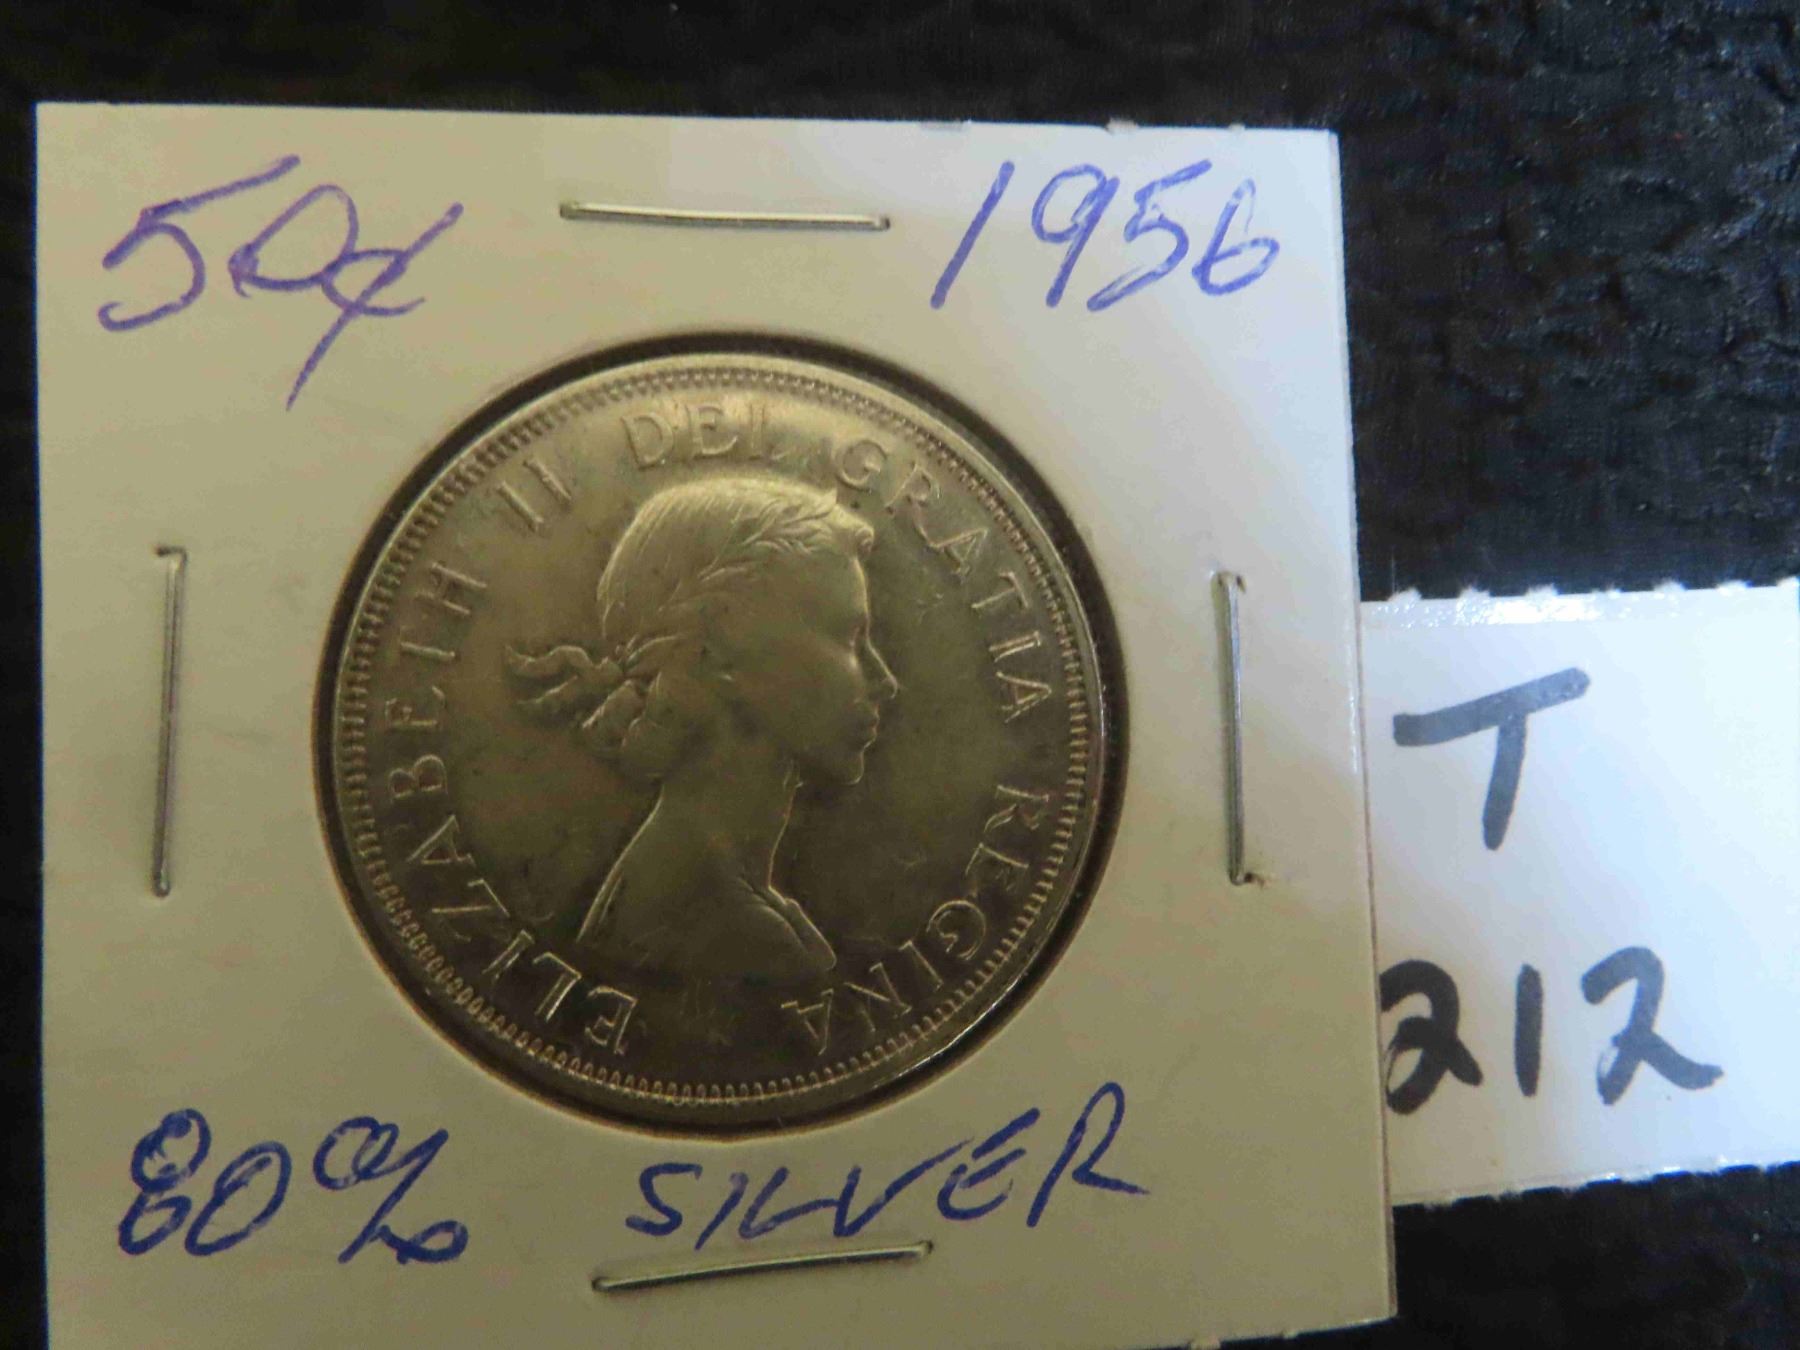 50¢ 1956
ELIZABETH II DEI GRATIA REGINA
80% SILVER
T
212